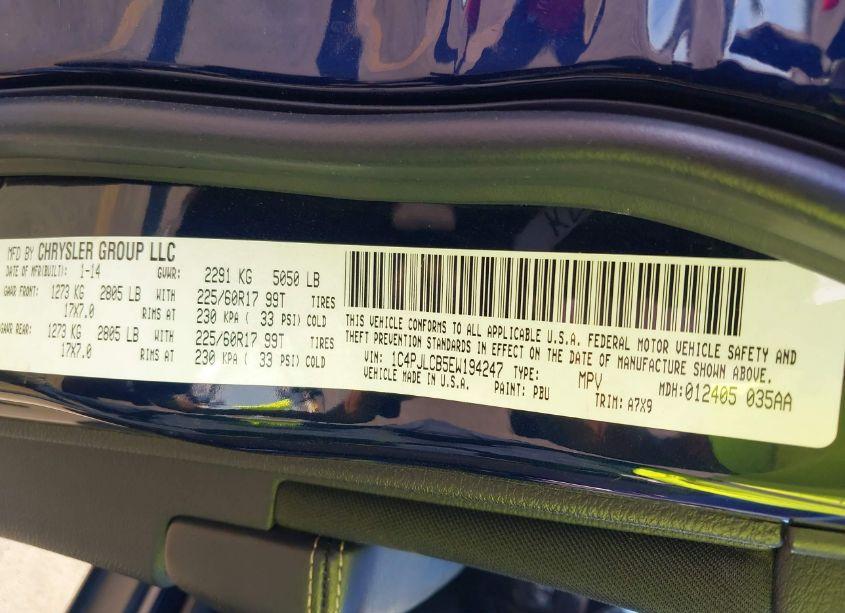 MFD BY CHRYSLER GROUP LLC
DATE OF MFR(BUILT): 1-14 GVWR: 2291 KG 5050 LB
GAWR FRONT: 1273 KG 2805 LB WITH 225/60R17 99T TIRES
17X7.0 RIMS AT 230 KPA ( 33 PSI) COLD
GAWR REAR: 1273 KG 2805 LB WITH 225/60R17 99T TIRES
17X7.0 RIMS AT 230 KPA ( 33 PSI) COLD
THIS VEHICLE CONFORMS TO ALL APPLICABLE U.S.A. FEDERAL MOTOR VEHICLE SAFETY AND
THEFT PREVENTION STANDARDS IN EFFECT ON THE DATE OF MANUFACTURE SHOWN ABOVE.
VIN: 1C4PJLCB5EW194247 TYPE: MPV MDH:012405 035AA
VEHICLE MADE IN U.S.A. PAINT: PBU TRIM: A7X9